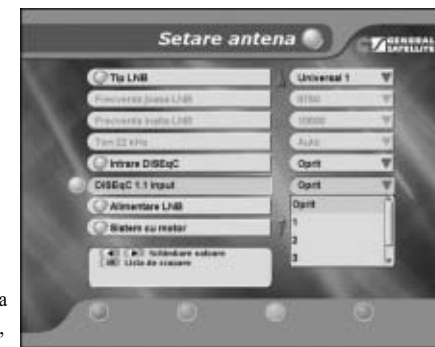 Setare antena
GENERAL
SATELLITE
Tip LNB
Universal 1
Frecventa joasa LNB
9750
Frecventa inalta LNB
10600
Ton 22 kHz
Auto
Intrare DiSEqC
Oprit
DiSEqC 1.1 input
Oprit
Alimentare LNB
Oprit
1
Sistem cu motor
2
3
Schimbare valoare
OK Lista de
a
,